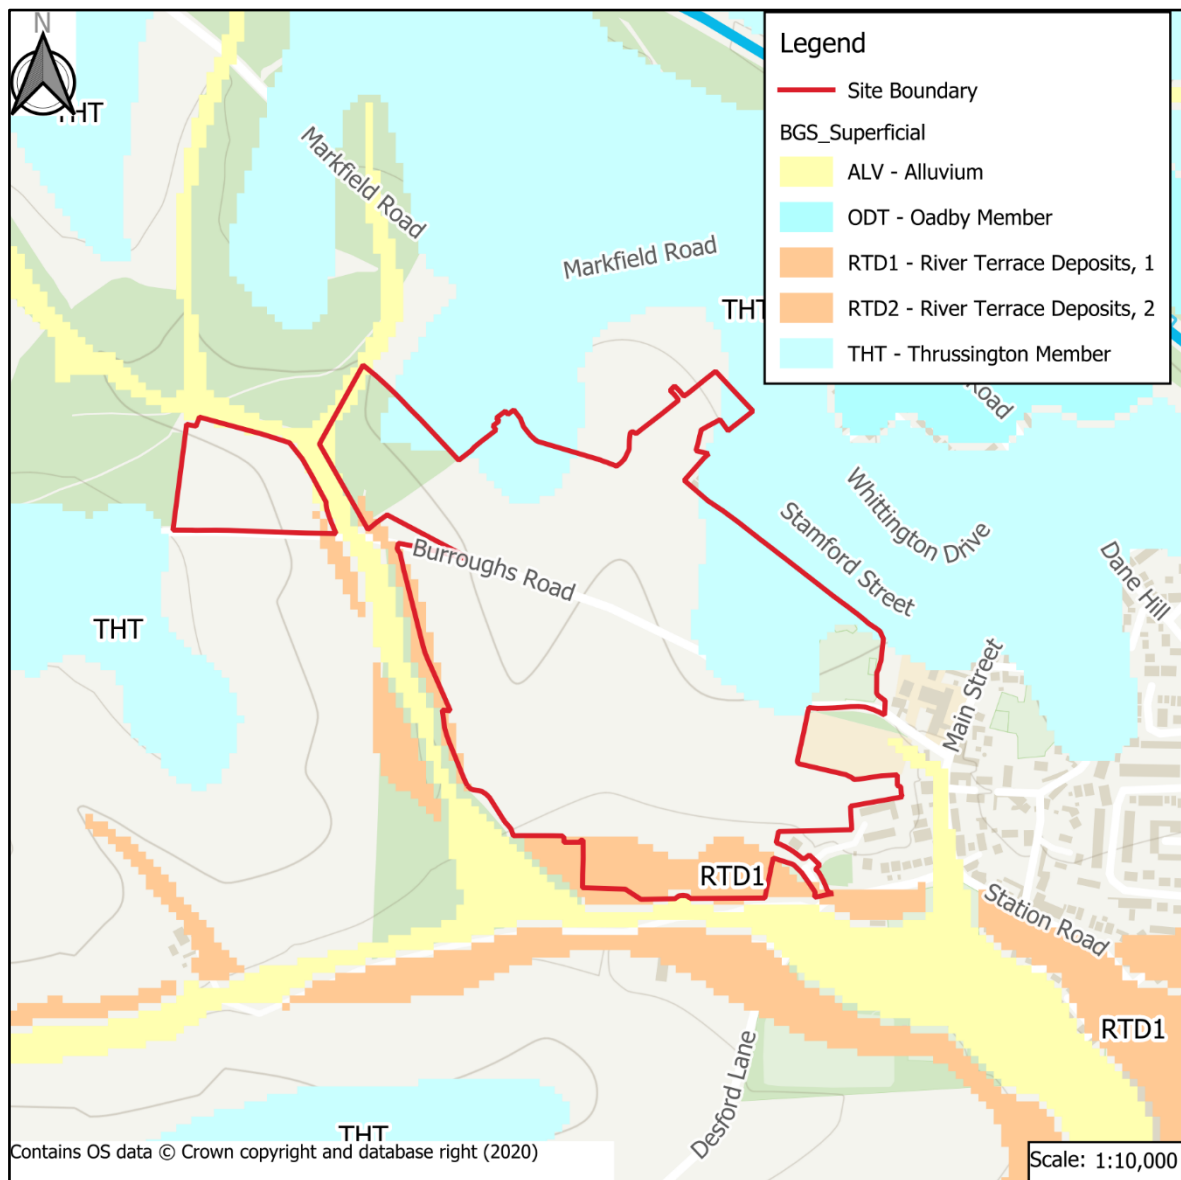 N
THT
Legend
Site Boundary
BGS_Superficial
ALV - Alluvium
ODT - Oadby Member
RTD1 - River Terrace Deposits, 1
RTD2 - River Terrace Deposits, 2
THT - Thrussington Member
Markfield Road
Markfield Road
THT
Road
Whittington Drive
Stamford Street
Dane Hill
Burroughs Road
THT
Main Street
RTD1
Station Road
RTD1
Desford Lane
THT
Contains OS data © Crown copyright and database right (2020)
Scale: 1:10,000